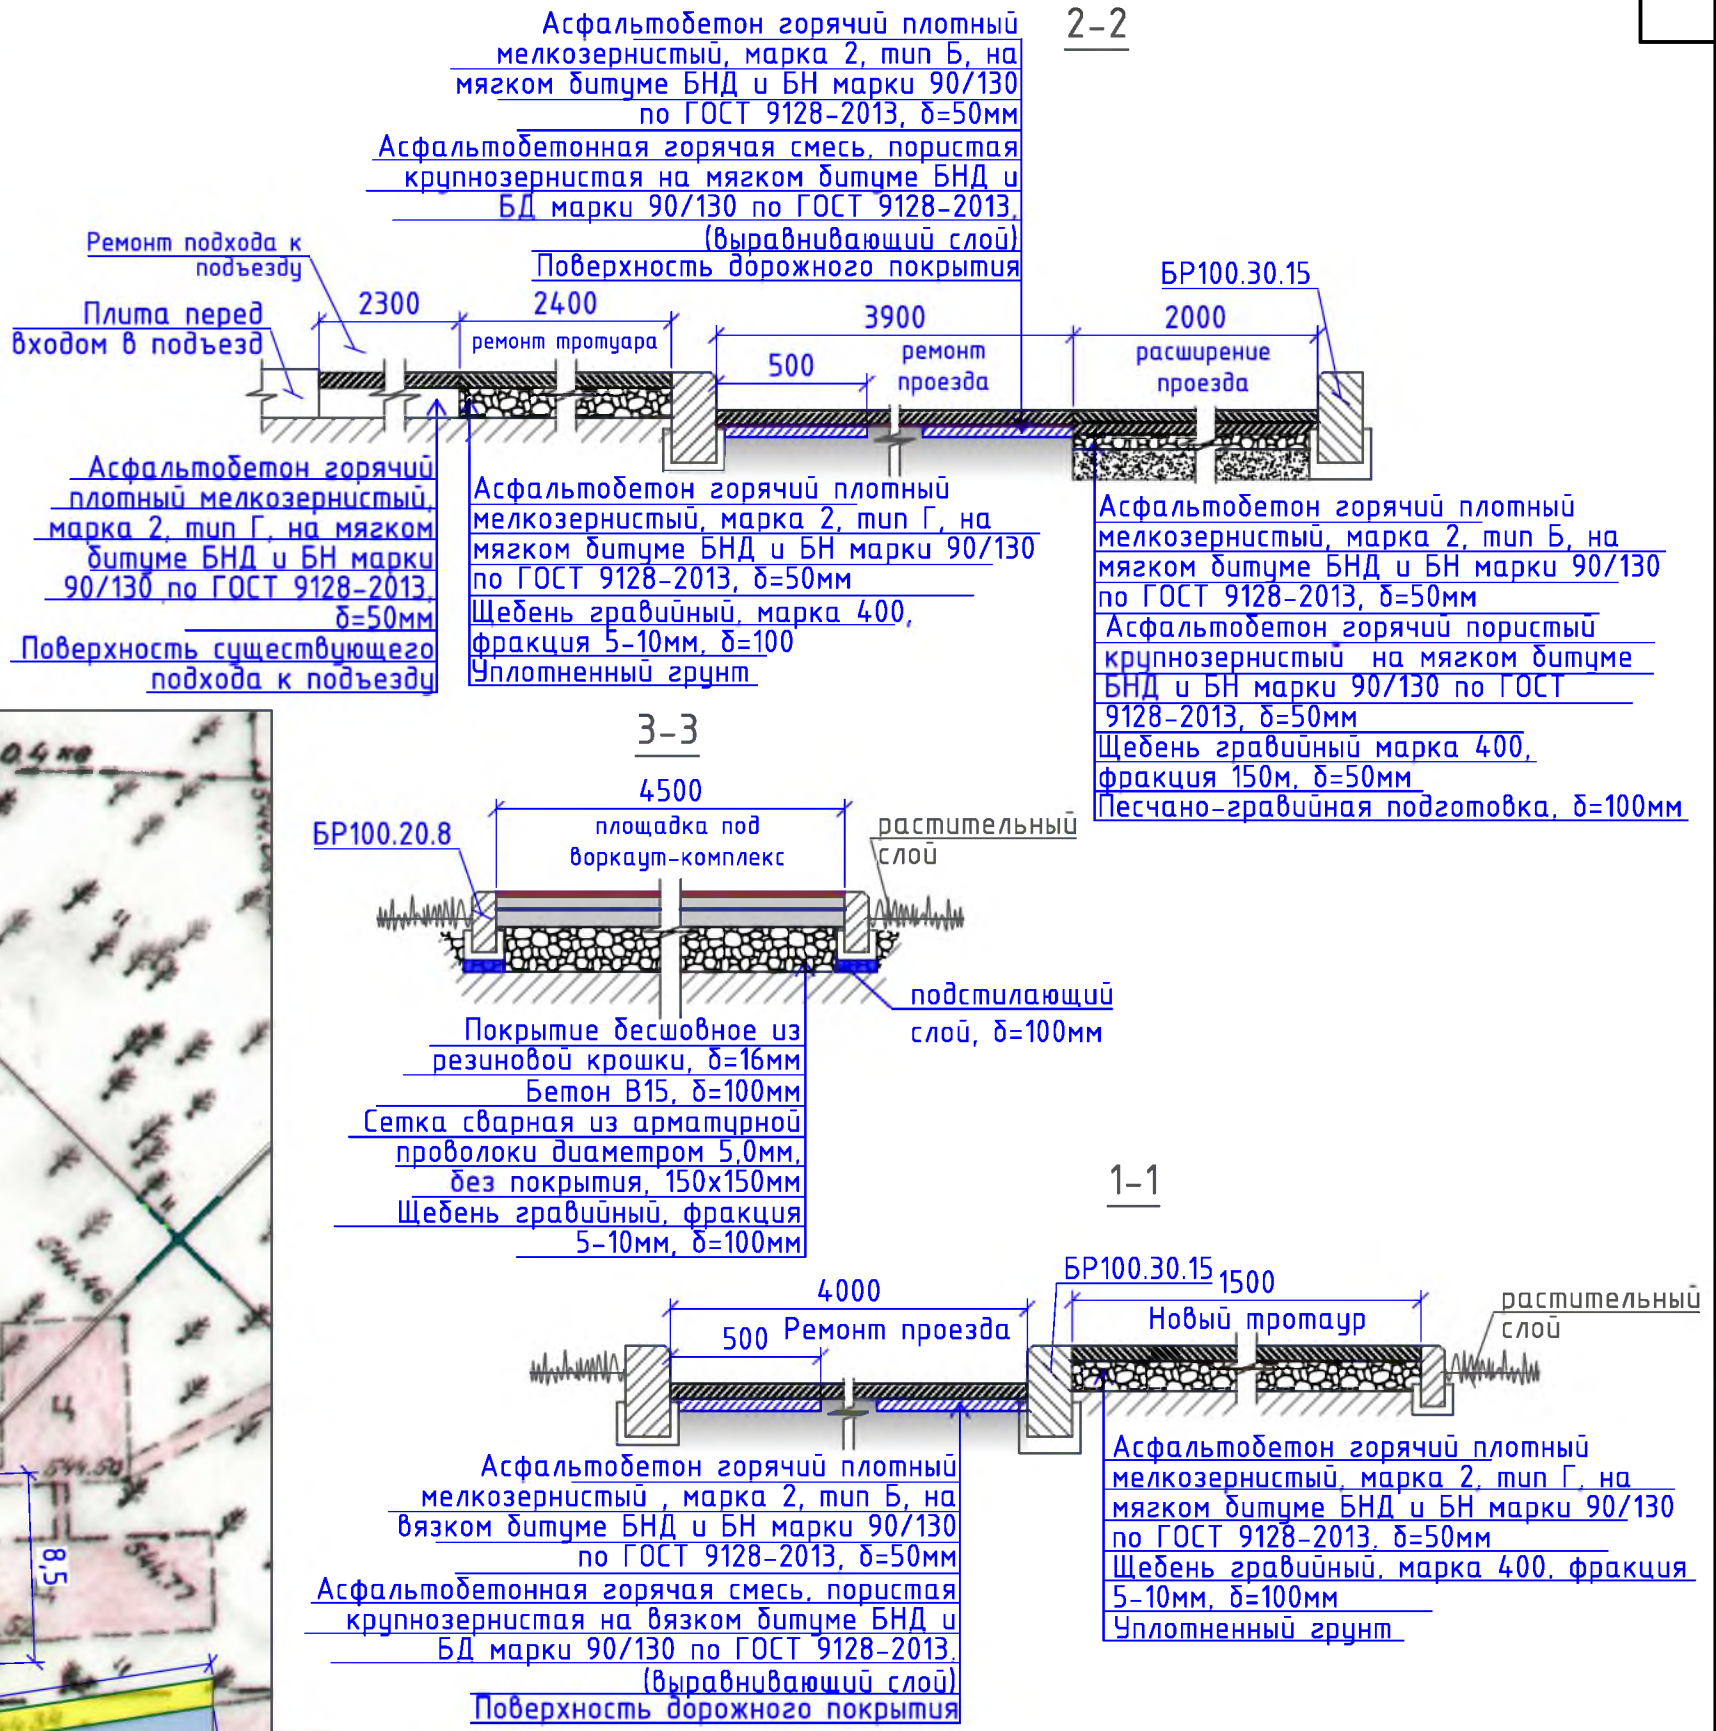 2-2
Асфальтобетон горячий плотный
мелкозернистый, марка 2, тип Б, на
мягком битуме БНД и БН марки 90/130
по ГОСТ 9128-2013, δ=50мм
Асфальтобетонная горячая смесь, пористая
крупнозернистая на мягком битуме БНД и
БД марки 90/130 по ГОСТ 9128-2013,
(выравнивающий слой)
Поверхность дорожного покрытия
Ремонт подхода к
подъезду
Плита перед
входом в подъезд
2300
2400
ремонт тротуара
3900
500
ремонт
проезда
БР100.30.15
2000
расширение
проезда
Асфальтобетон горячий
плотный мелкозернистый,
марка 2, тип Г, на мягком
битуме БНД и БН марки
90/130 по ГОСТ 9128-2013,
δ=50мм
Поверхность существующего
подхода к подъезду
Асфальтобетон горячий плотный
мелкозернистый, марка 2, тип Г, на
мягком битуме БНД и БН марки 90/130
по ГОСТ 9128-2013, δ=50мм
Щебень гравийный, марка 400,
фракция 5-10мм, δ=100
Уплотненный грунт
Асфальтобетон горячий плотный
мелкозернистый, марка 2, тип Б, на
мягком битуме БНД и БН марки 90/130
по ГОСТ 9128-2013, δ=50мм
Асфальтобетон горячий пористый
крупнозернистый на мягком битуме
БНД и БН марки 90/130 по ГОСТ
9128-2013, δ=50мм
Щебень гравийный марка 400,
фракция 150м, δ=50мм
Песчано-гравийная подготовка, δ=100мм
3-3
4500
площадка под
воркаут-комплекс
БР100.20.8
растительный
слой
подстилающий
слой, δ=100мм
Покрытие бесшовное из
резиновой крошки, δ=16мм
Бетон В15, δ=100мм
Сетка сварная из арматурной
проволоки диаметром 5,0мм,
без покрытия, 150х150мм
Щебень гравийный, фракция
5-10мм, δ=100мм
1-1
4000
500
Ремонт проезда
БР100.30.15
1500
Новый тротаур
растительный
слой
Асфальтобетон горячий плотный
мелкозернистый , марка 2, тип Б, на
вязком битуме БНД и БН марки 90/130
по ГОСТ 9128-2013, δ=50мм
Асфальтобетонная горячая смесь, пористая
крупнозернистая на вязком битуме БНД и
БД марки 90/130 по ГОСТ 9128-2013,
(выравнивающий слой)
Поверхность дорожного покрытия
Асфальтобетон горячий плотный
мелкозернистый, марка 2, тип Г, на
мягком битуме БНД и БН марки 90/130
по ГОСТ 9128-2013, δ=50мм
Щебень гравийный, марка 400, фракция
5-10мм, δ=100мм
Уплотненный грунт
0,4 кв
544.46
Ц
544.50
544.77
8,5